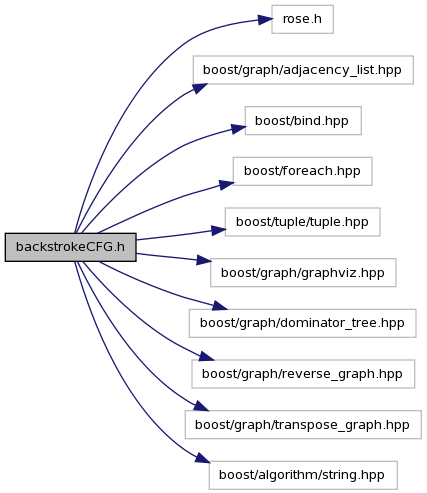 rose.h
boost/graph/adjacency_list.hpp
boost/bind.hpp
boost/foreach.hpp
boost/tuple/tuple.hpp
backstrokeCFG.h
boost/graph/graphviz.hpp
boost/graph/dominator_tree.hpp
boost/graph/reverse_graph.hpp
boost/graph/transpose_graph.hpp
boost/algorithm/string.hpp